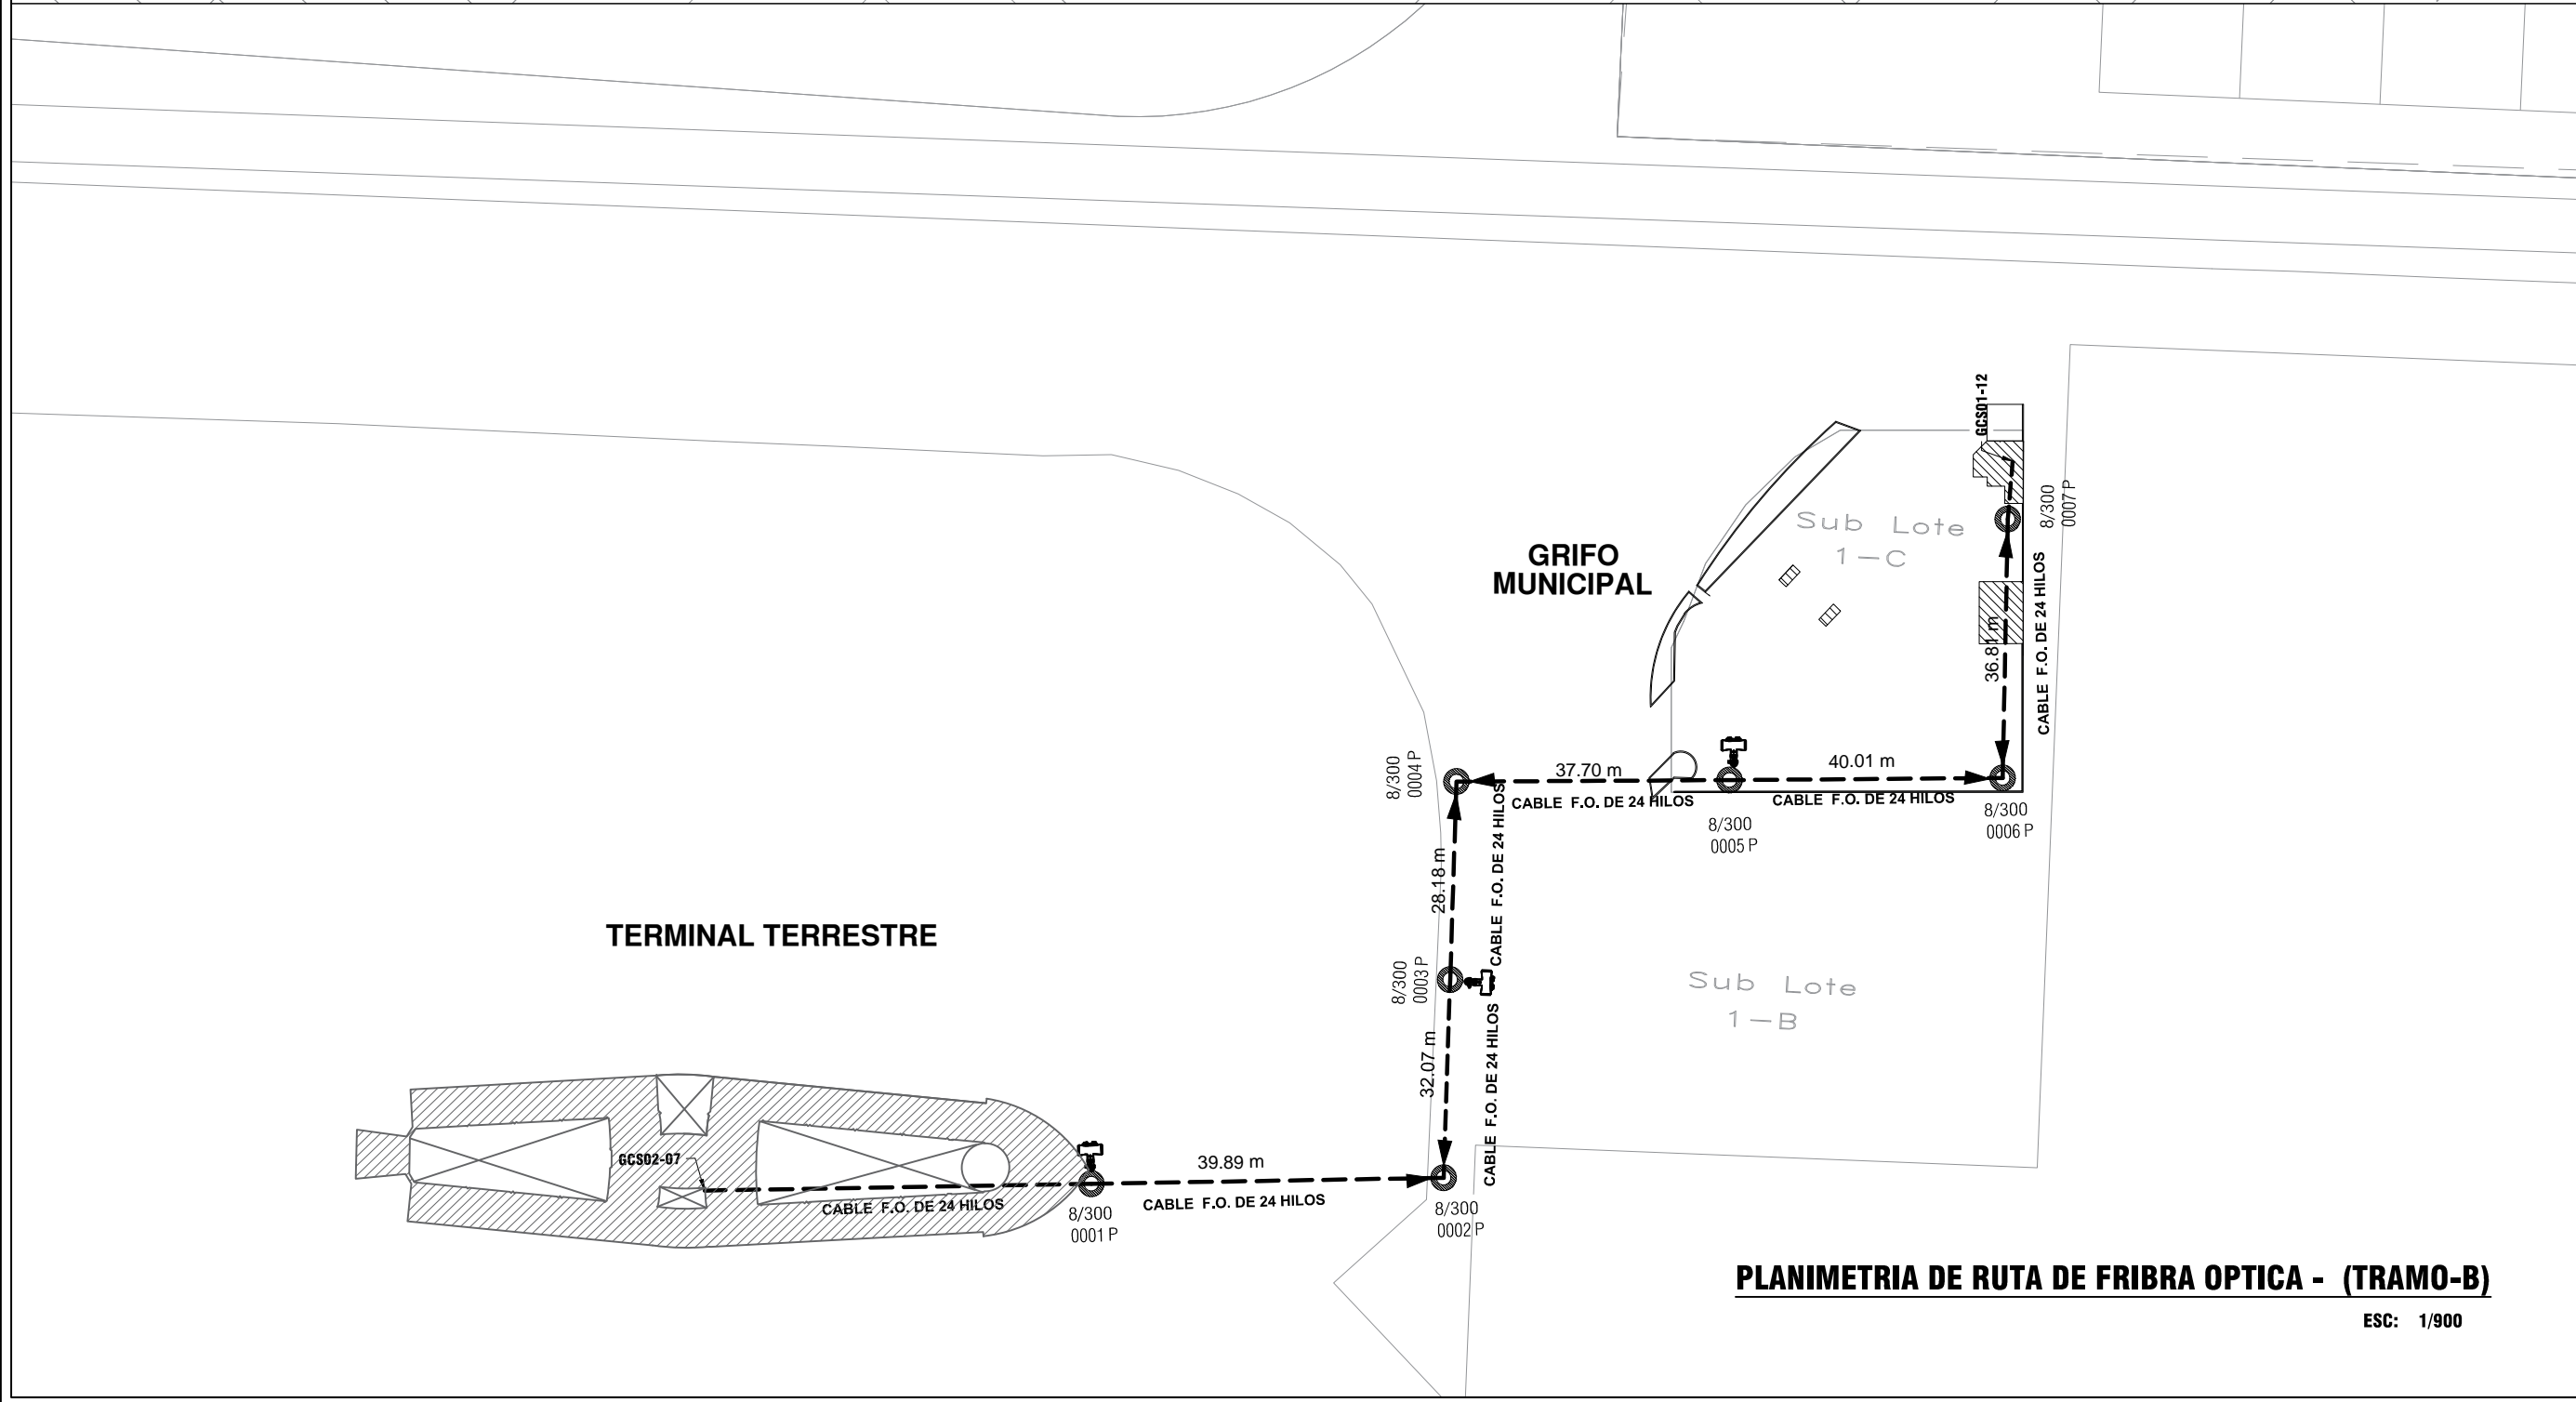 GCS01-12
8/300
0007 P
Sub Lote
1-C
GRIFO
MUNICIPAL
36.81 m
CABLE F.O. DE 24 HILOS
8/300
0004 P
37.70 m
40.01 m
CABLE F.O. DE 24 HILOS
CABLE F.O. DE 24 HILOS
8/300
0005 P
8/300
0006 P
28.18 m
CABLE F.O. DE 24 HILOS
TERMINAL TERRESTRE
8/300
0003 P
Sub Lote
1-B
32.07 m
CABLE F.O. DE 24 HILOS
GCS02-07
39.89 m
CABLE F.O. DE 24 HILOS
CABLE F.O. DE 24 HILOS
8/300
0001 P
8/300
0002 P
PLANIMETRIA DE RUTA DE FRIBRA OPTICA - (TRAMO-B)
ESC: 1/900